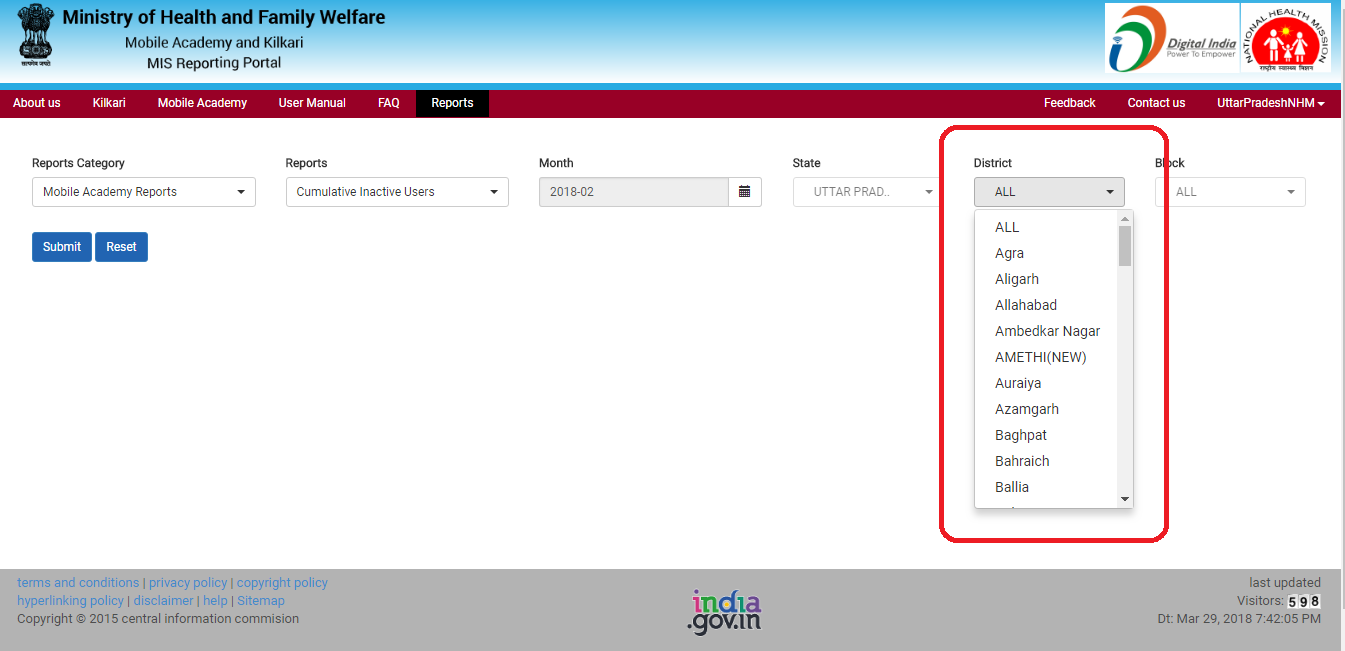 Ministry of Health and Family Welfare
Mobile Academy and Kilkari
MIS Reporting Portal
सत्यमेव जयते
Digital India
Power To Empower
NATIONAL HEALTH MISSION
राष्ट्रीय स्वास्थ्य मिशन
About us Kilkari Mobile Academy User Manual FAQ Reports Feedback Contact us UttarPradeshNHM
Reports Category Reports Month State District Block
Mobile Academy Reports Cumulative Inactive Users 2018-02 UTTAR PRAD.. ALL ALL
Submit Reset
ALL
Agra
Aligarh
Allahabad
Ambedkar Nagar
AMETHI(NEW)
Auraiya
Azamgarh
Baghpat
Bahraich
Ballia
terms and conditions | privacy policy | copyright policy
hyperlinking policy | disclaimer | help | Sitemap
Copyright © 2015 central information commision
india
.gov.in
last updated
Visitors: 598
Dt: Mar 29, 2018 7:42:05 PM